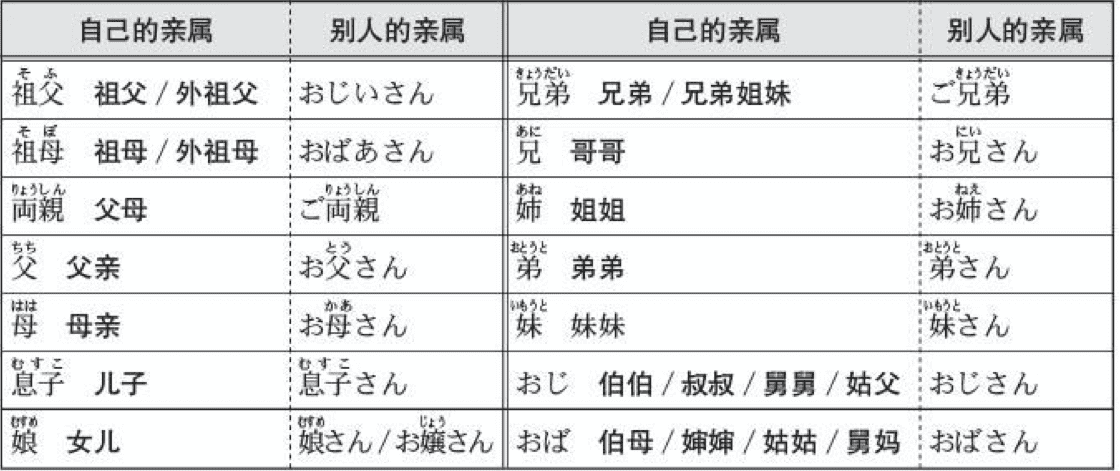 自己的亲属 别人的亲属 自己的亲属 别人的亲属
そふ きょうだい きょうだい
祖父 祖父 / 外祖父 おじいさん 兄弟 兄弟 / 兄弟姐妹 ご兄弟
そぼ あに にい
祖母 祖母 / 外祖母 おばあさん 兄 哥哥 お兄さん
りょうしん りょうしん あね ねえ
両親 父母 ご両親 姉 姐姐 お姉さん
ちち とう おとうと おとうと
父 父亲 お父さん 弟 弟弟 弟さん
はは かあ いもうと いもうと
母 母亲 お母さん 妹 妹妹 妹さん
むすこ むすこ
息子 儿子 息子さん おじ 伯伯 / 叔叔 / 舅舅 / 姑父 おじさん
むすめ むすめ じょう
娘 女儿 娘さん / お嬢さん おば 伯母 / 婶婶 / 姑姑 / 舅妈 おばさん